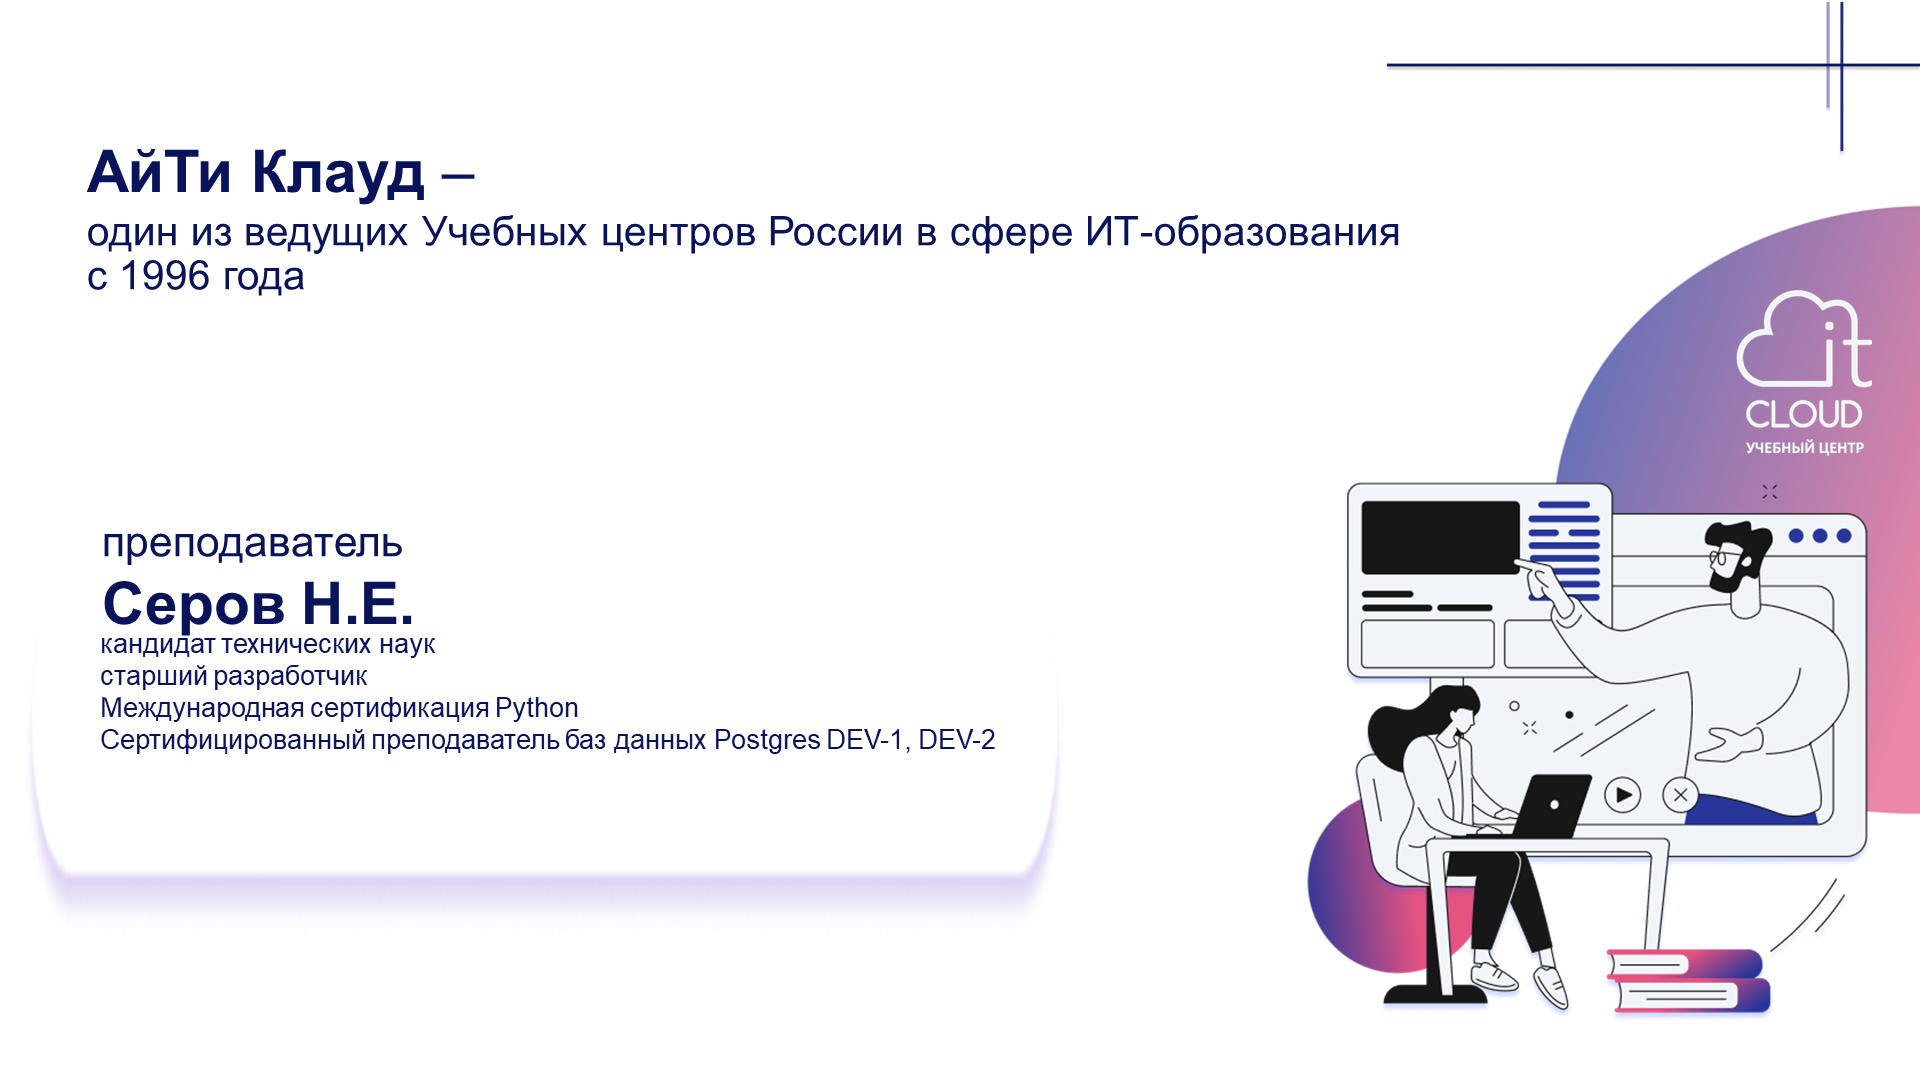 АйТи Клауд –
один из ведущих Учебных центров России в сфере ИТ-образования
с 1996 года
it
CLOUD
УЧЕБНЫЙ ЦЕНТР
преподаватель
Серов Н.Е.
кандидат технических наук
старший разработчик
Международная сертификация Python
Сертифицированный преподаватель баз данных Postgres DEV-1, DEV-2